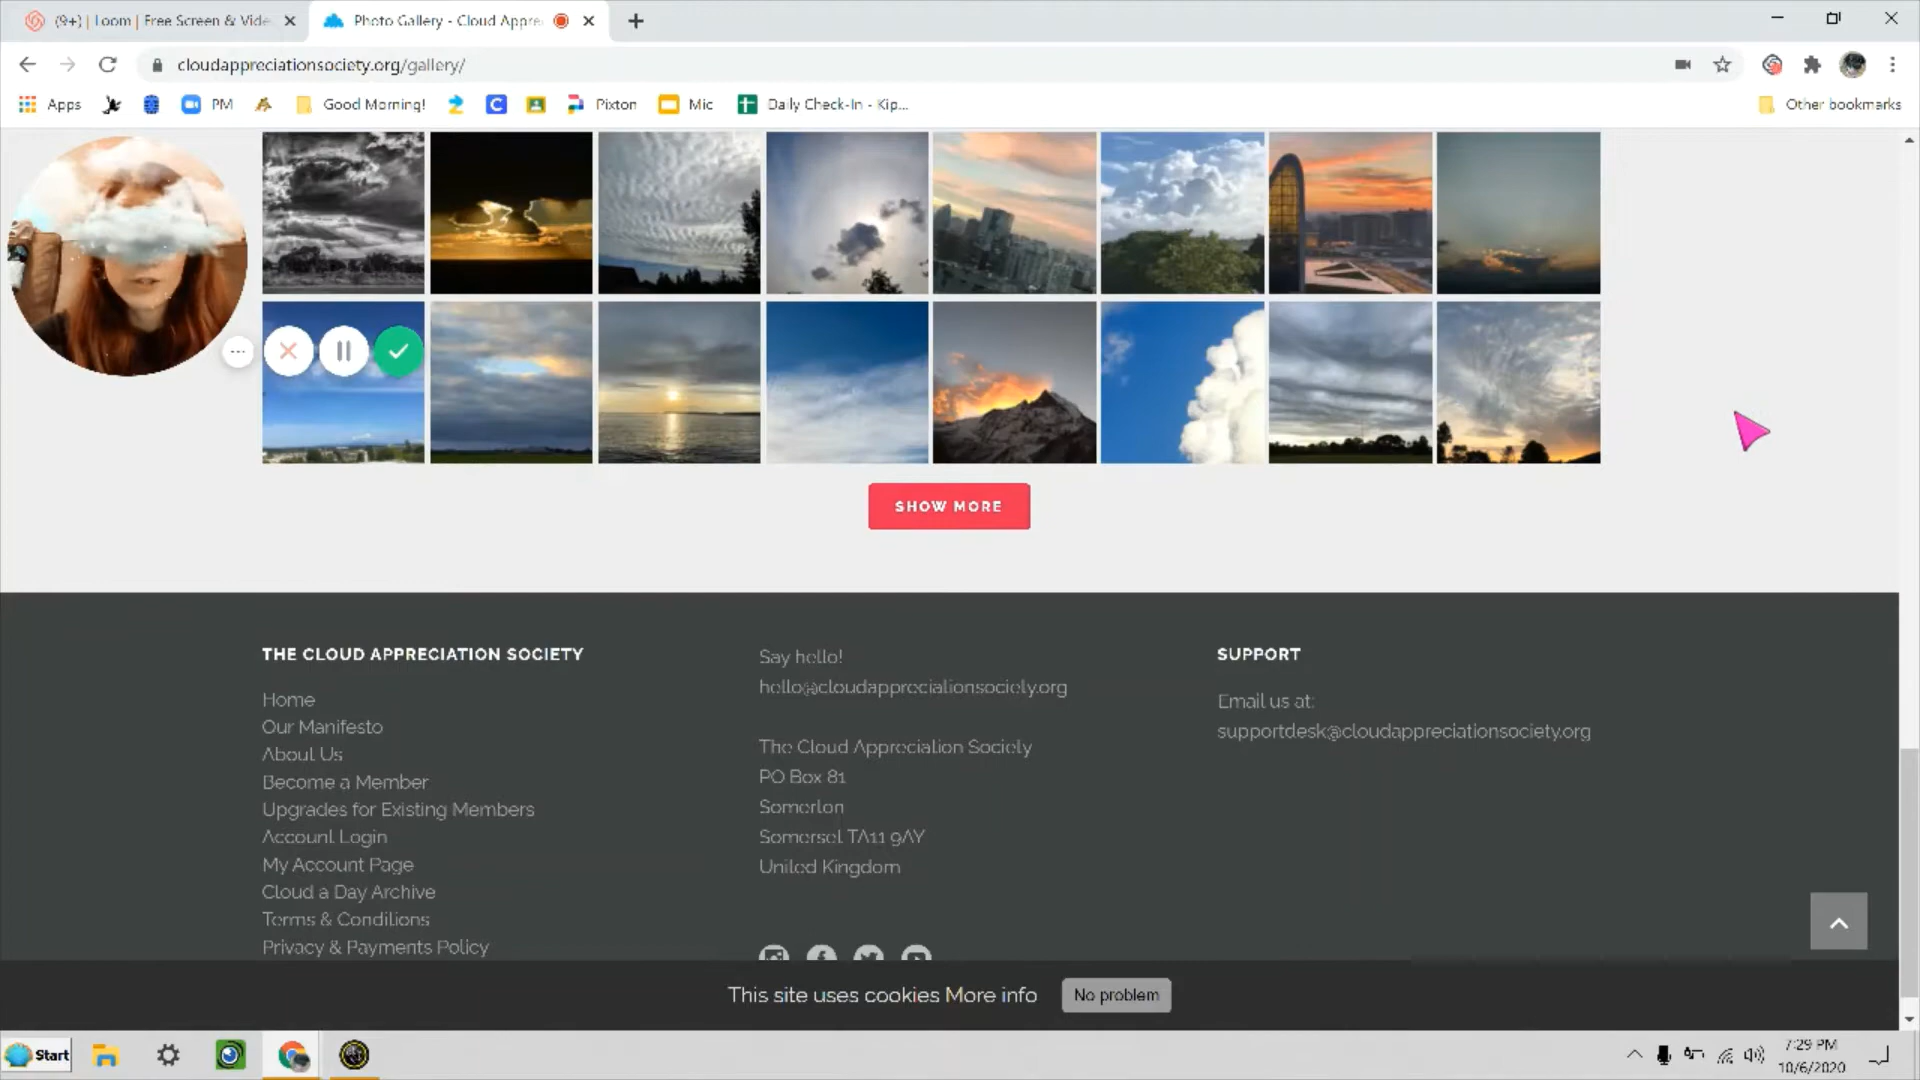 (9+) | Loom | Free Screen & Vide
Photo Gallery - Cloud Appre
cloudappreciationsociety.org/gallery/
Apps
PM
Good Morning!
Pixton
Mic
Daily Check-In - Kip...
Other bookmarks
SHOW MORE
THE CLOUD APPRECIATION SOCIETY
Home
Our Manifesto
About Us
Become a Member
Upgrades for Existing Members
Account Login
My Account Page
Cloud a Day Archive
Terms & Conditions
Privacy & Payments Policy
Say hello!
hello@cloudappreciationsociety.org
The Cloud Appreciation Society
PO Box 81
Somerton
Somerset TA11 9AY
United Kingdom
SUPPORT
Email us at:
supportdesk@cloudappreciationsociety.org
This site uses cookies More info
No problem
Start
7:29 PM
10/6/2020